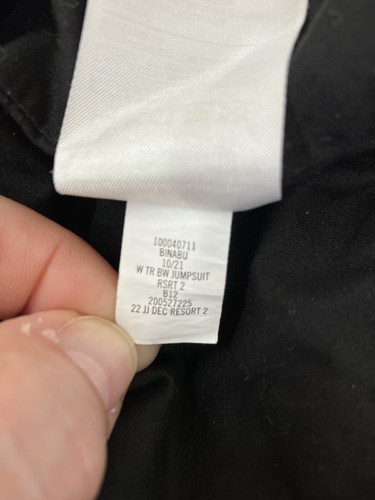 100040711
BINABU
10/21
W TR BW JUMPSUIT
RSRT 2
B12
200527225
22 JJ DEC RESORT 2